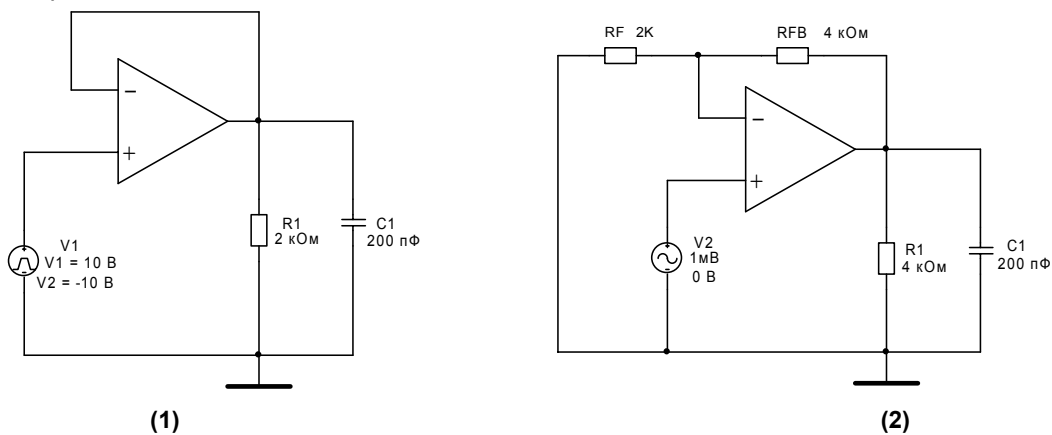 RF 2K
RFB 4 кОм
−
+
R1
2 кОм
C1
200 пФ
V1
V1 = 10 В
V2 = -10 В
−
+
V2
1мВ
0 В
R1
4 кОм
C1
200 пФ
(1)
(2)